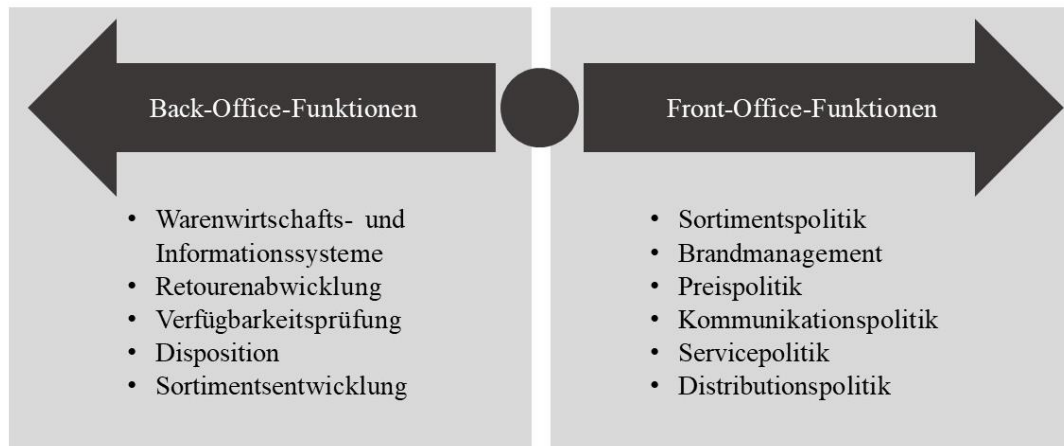 Back-Office-Funktionen
• Warenwirtschafts- und
Informationssysteme
• Retourenabwicklung
• Verfügbarkeitsprüfung
• Disposition
• Sortimentsentwicklung
Front-Office-Funktionen
• Sortimentspolitik
• Brandmanagement
• Preispolitik
• Kommunikationspolitik
• Servicepolitik
• Distributionspolitik